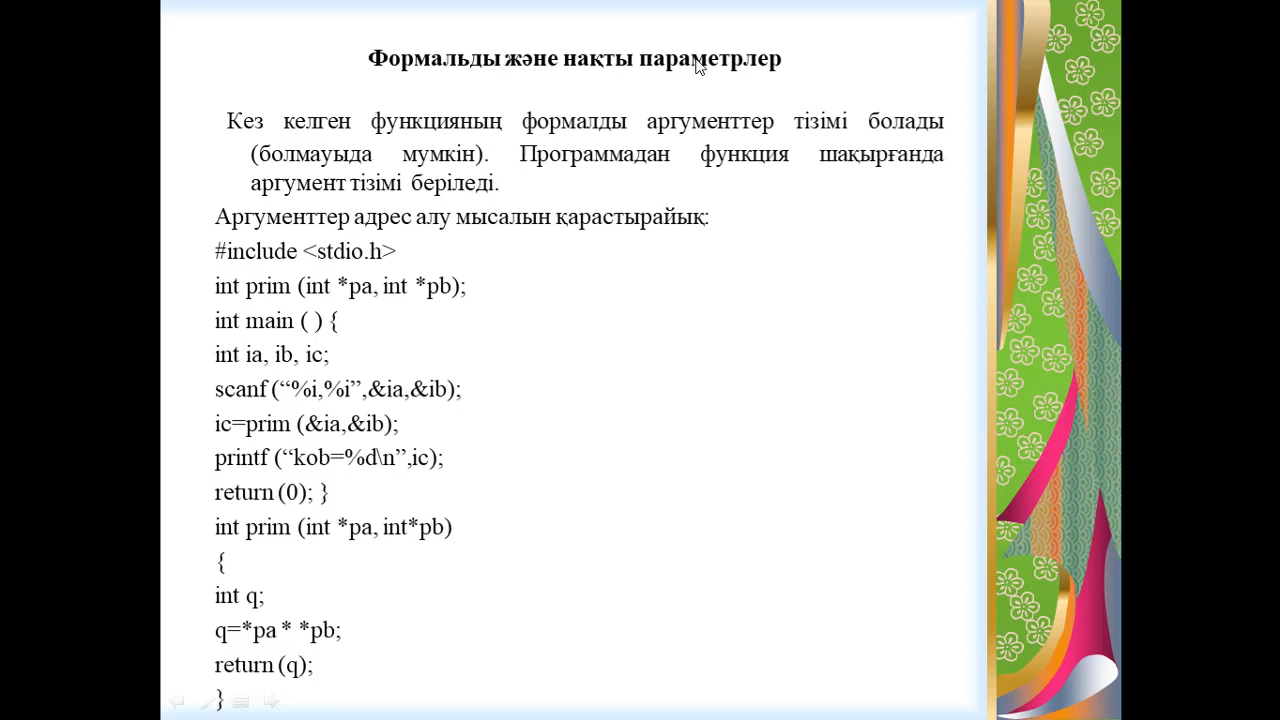 Формальды және нақты параметрлер
Кез келген функцияның формалды аргументтер тізімі болады
(болмауыда мумкін). Программадан функция шақырғанда
аргумент тізімі беріледі.
Аргументтер адрес алу мысалын қарастырайық:
#include <stdio.h>
int prim (int *pa, int *pb);
int main ( ) {
int ia, ib, ic;
scanf (“%i,%i”,&ia,&ib);
ic=prim (&ia,&ib);
printf (“kob=%d\n”,ic);
return (0); }
int prim (int *pa, int*pb)
{
int q;
q=*pa * *pb;
return (q);
}